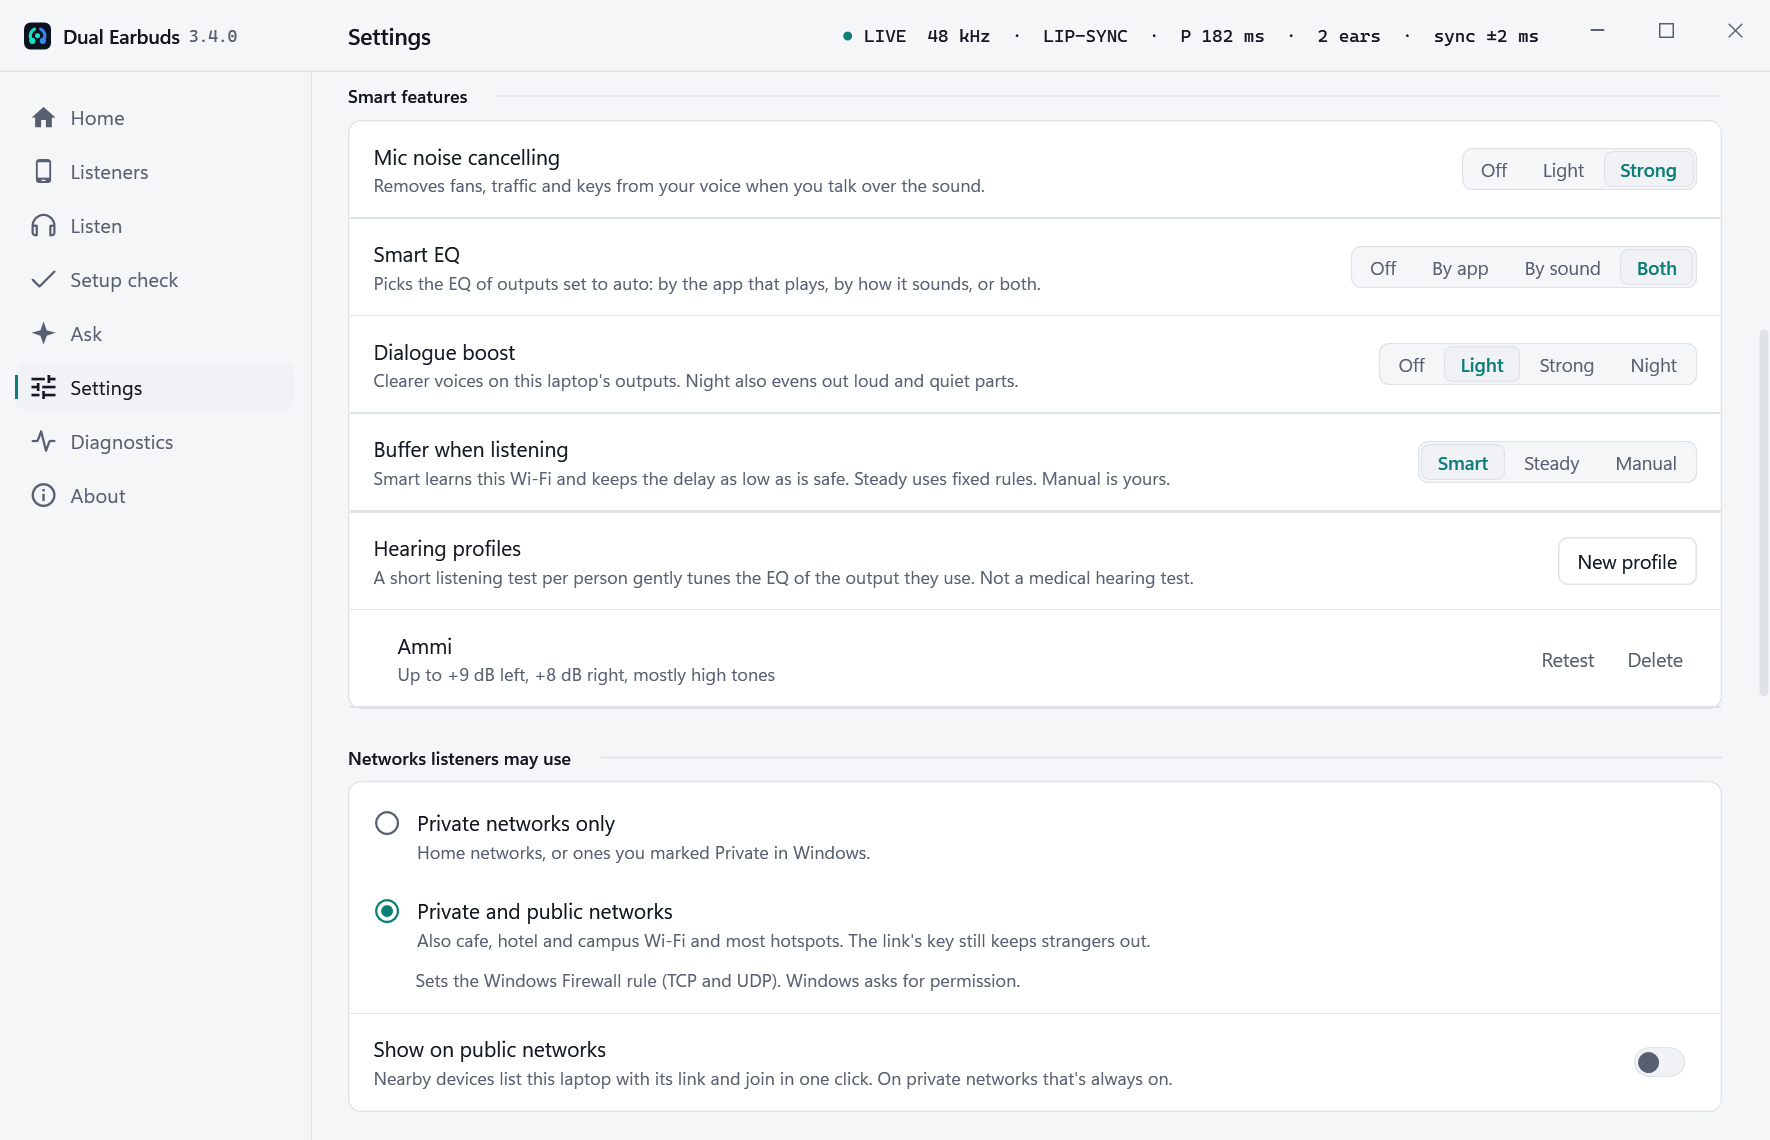 Dual Earbuds 3.4.0
Settings
LIVE 48 kHz · LIP-SYNC · P 182 ms · 2 ears · sync ±2 ms
Home
Listeners
Listen
Setup check
Ask
Settings
Diagnostics
About
Smart features
Mic noise cancelling
Removes fans, traffic and keys from your voice when you talk over the sound.
Off Light Strong
Smart EQ
Picks the EQ of outputs set to auto: by the app that plays, by how it sounds, or both.
Off By app By sound Both
Dialogue boost
Clearer voices on this laptop's outputs. Night also evens out loud and quiet parts.
Off Light Strong Night
Buffer when listening
Smart learns this Wi-Fi and keeps the delay as low as is safe. Steady uses fixed rules. Manual is yours.
Smart Steady Manual
Hearing profiles
A short listening test per person gently tunes the EQ of the output they use. Not a medical hearing test.
New profile
Ammi
Up to +9 dB left, +8 dB right, mostly high tones
Retest Delete
Networks listeners may use
Private networks only
Home networks, or ones you marked Private in Windows.
Private and public networks
Also cafe, hotel and campus Wi-Fi and most hotspots. The link's key still keeps strangers out.
Sets the Windows Firewall rule (TCP and UDP). Windows asks for permission.
Show on public networks
Nearby devices list this laptop with its link and join in one click. On private networks that's always on.